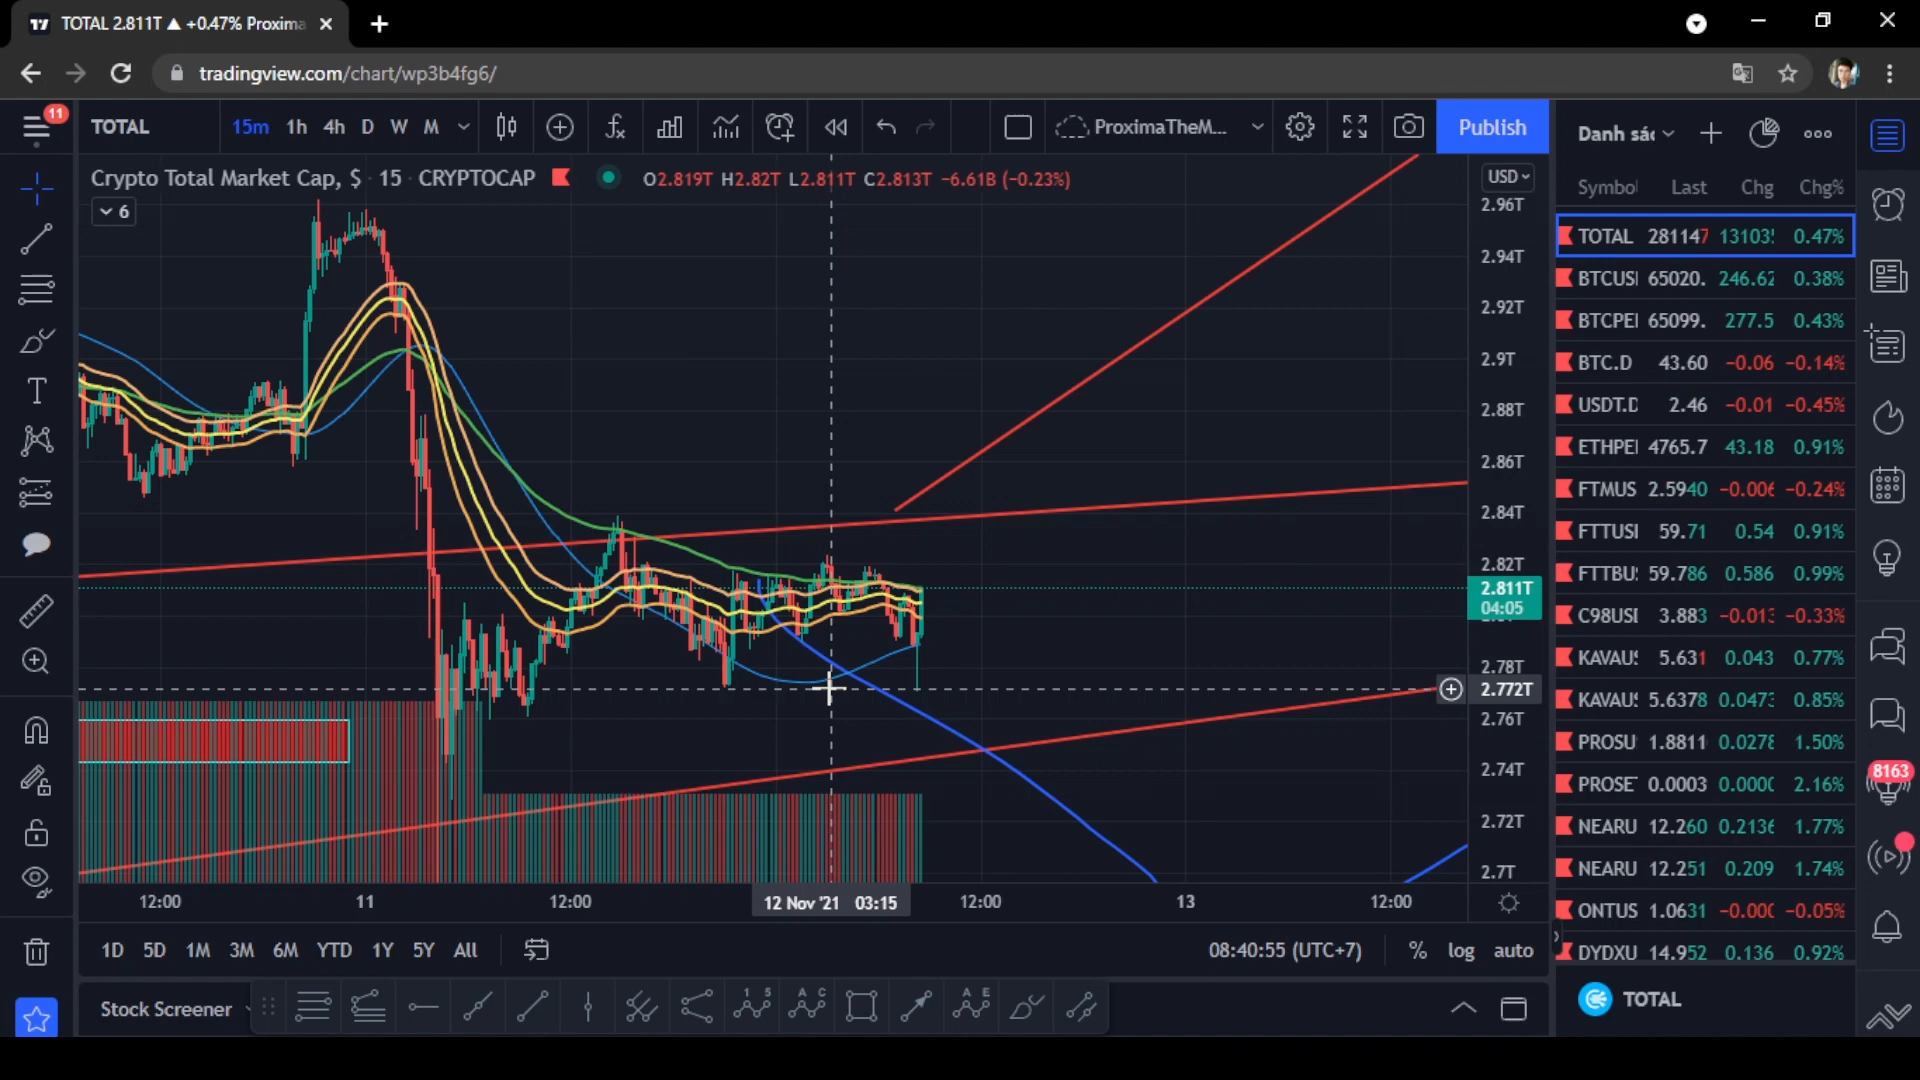 TOTAL 2.811T ▲ +0.47% Proxima
tradingview.com/chart/wp3b4fg6/
11
TOTAL 15m 1h 4h D W M ProximaTheM... Publish
Danh sác
Symbol Last Chg Chg%
Crypto Total Market Cap, $ · 15 · CRYPTOCAP O2.819T H2.82T L2.811T C2.813T −6.61B (−0.23%)
6
USD
2.96T
2.94T
2.92T
2.9T
2.88T
2.86T
2.84T
2.82T
2.811T
04:05
2.78T
2.772T
2.76T
2.74T
2.72T
2.7T
TOTAL 281147 13103 0.47%
BTCUS 65020. 246.62 0.38%
BTCPE 65099. 277.5 0.43%
BTC.D 43.60 −0.06 −0.14%
USDT.D 2.46 −0.01 −0.45%
ETHPE 4765.7 43.18 0.91%
FTMUS 2.5940 −0.006 −0.24%
FTTUS 59.71 0.54 0.91%
FTTBU 59.786 0.586 0.99%
C98US 3.883 −0.013 −0.33%
KAVAU 5.631 0.043 0.77%
KAVAU 5.6378 0.0473 0.85%
PROSU 1.8811 0.0278 1.50%
PROSE 0.0003 0.0000 2.16%
NEARU 12.260 0.2136 1.77%
NEARU 12.251 0.209 1.74%
ONTUS 1.0631 −0.000 −0.05%
DYDXU 14.952 0.136 0.92%
8163
12:00 11 12:00 12 Nov '21 03:15 12:00 13 12:00
1D 5D 1M 3M 6M YTD 1Y 5Y All 08:40:55 (UTC+7) % log auto
Stock Screener
1 5
A C
A E
TOTAL